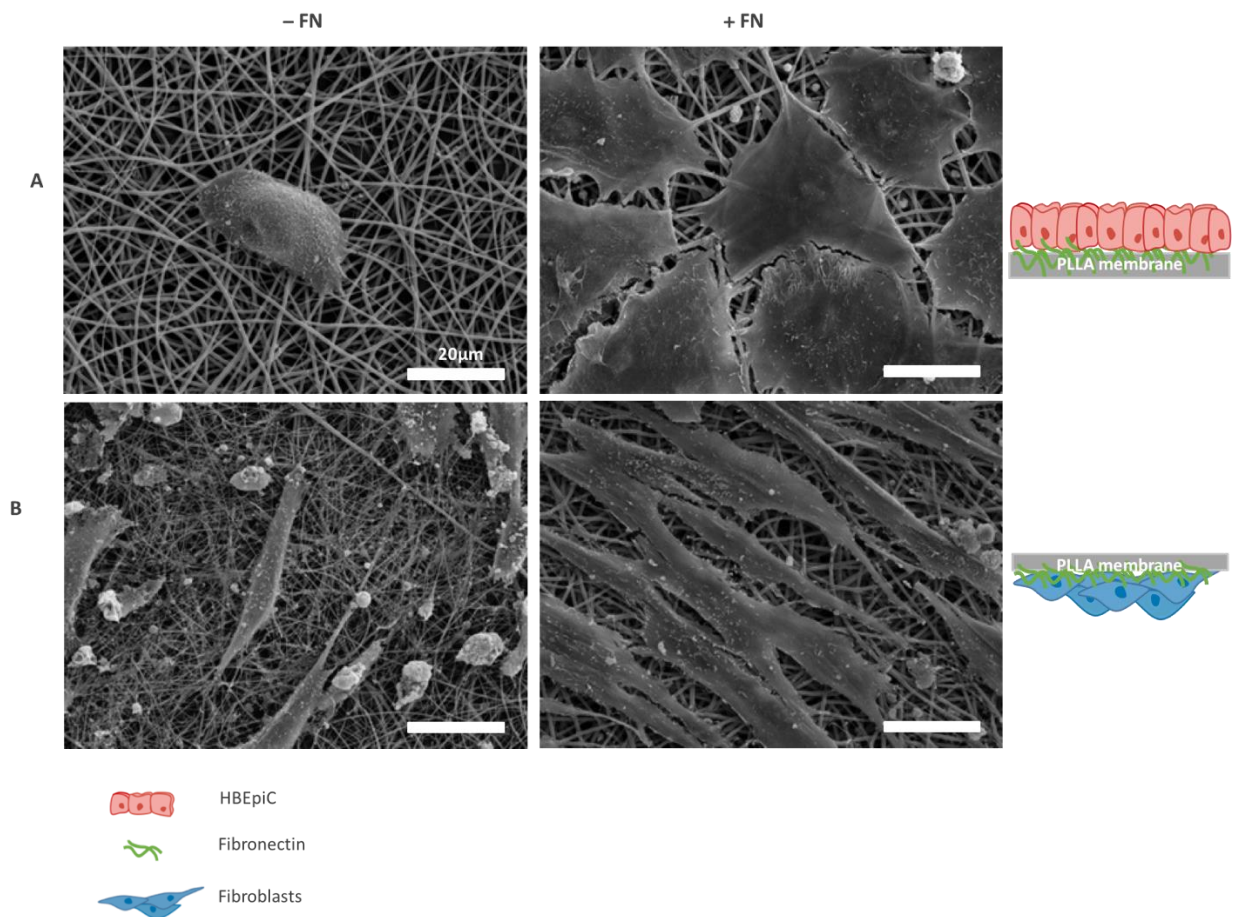 – FN
+ FN
A
20µm
PLLA membrane
B
PLLA membrane
HBEpiC
Fibronectin
Fibroblasts